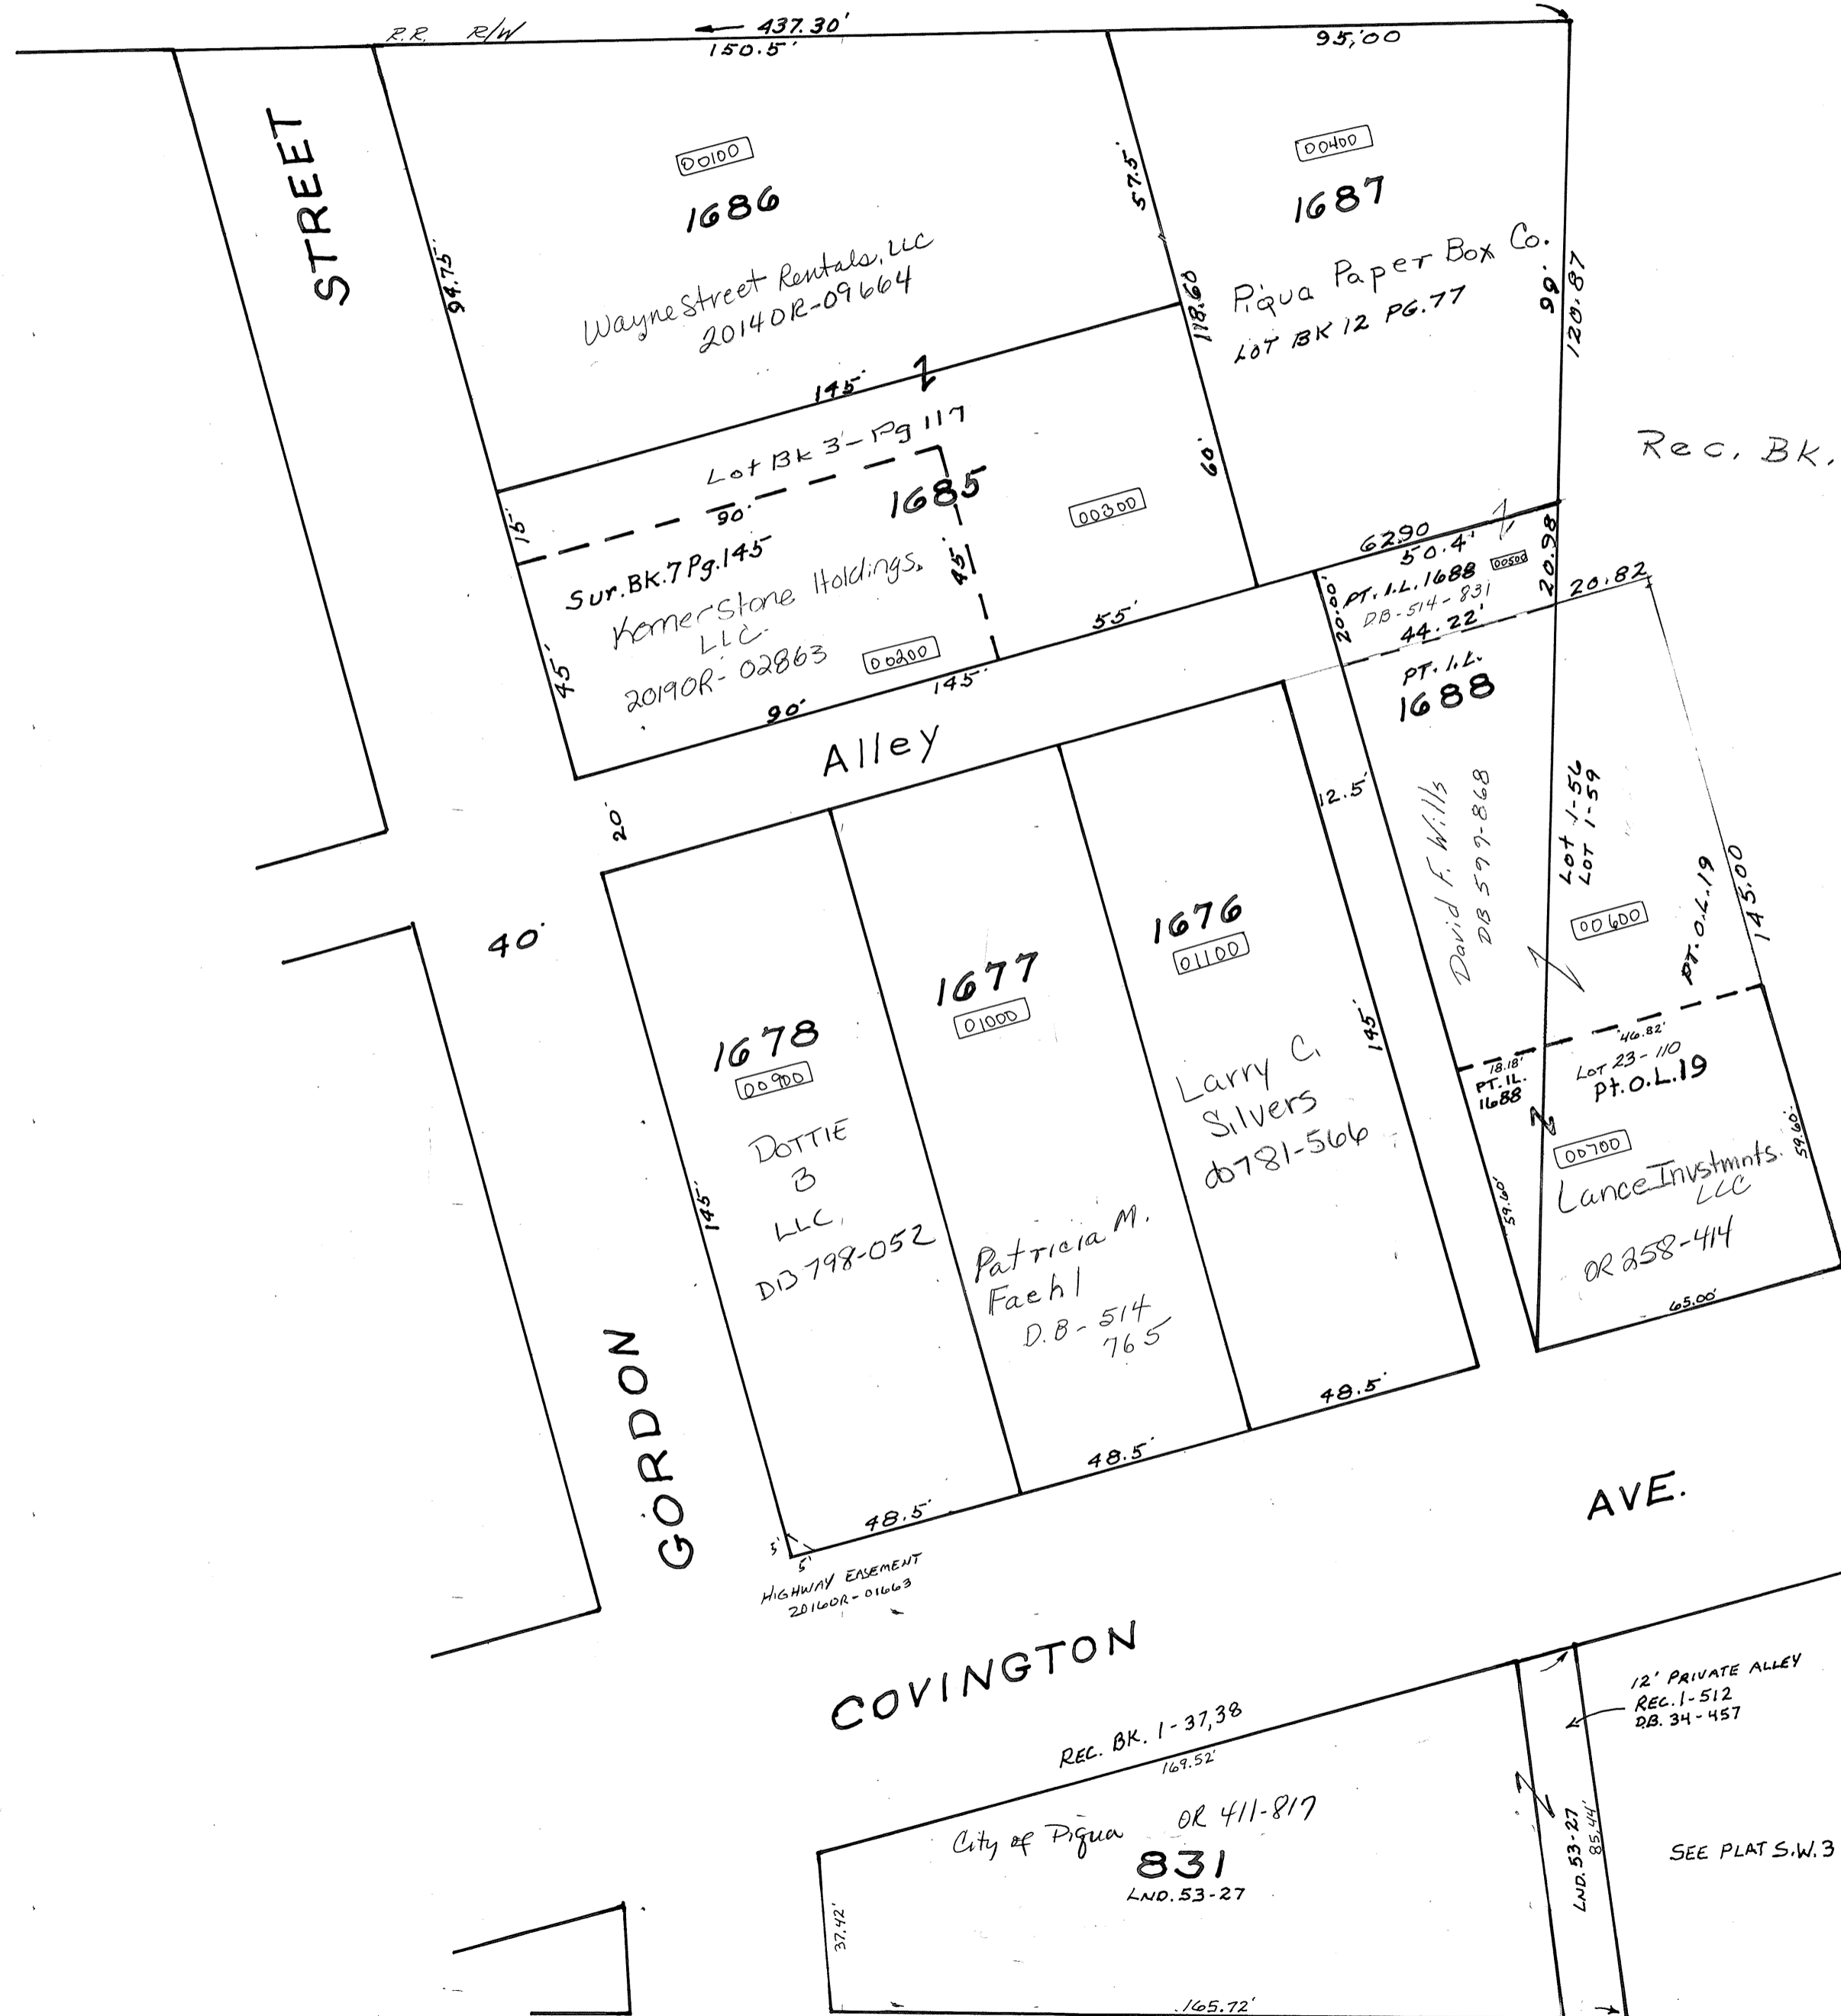 R.R. R/W
437.30'
150.5'
95.00
STREET
00100
1686
Wayne Street Rentals, LLC
2014OR-09664
94.75'
57.5'
118.60
00400
1687
Piqua Paper Box Co.
LOT BK 12 PG. 77
99'
120.87
Rec. BK.
145'
Lot Bk 3 - Pg 117
15'
90'
1685
00300
60'
Sur. BK. 7 Pg. 145
45'
KornerStone Holdings,
LLC
2019OR-02863
00200
45'
90'
145'
55'
62.90
50.4'
PT. I.L. 1688
00500
DB-514-831
44.22'
20.00'
20.98
20.82
PT. I.L.
1688
Alley
20'
12.5'
David F. Wills
DB 599-868
Lot 1-56
LOT 1-59
00600
PT. O.L. 19
145.00
40'
1678
00900
DOTTIE
3
LLC,
DB 798-052
145'
1677
01000
Patricia M.
Faehl
D.B - 514
765
1676
01100
Larry C.
Silvers
db781-566
145'
18.18'
46.82'
PT. IL.
1688
LOT 23-110
Pt. O.L. 19
00700
59.60'
59.60'
Lance Invstmnts.
LLC
OR 258-414
65.00'
GORDON
48.5'
48.5'
48.5'
5'
5'
HIGHWAY EASEMENT
2016OR-01663
COVINGTON
AVE.
REC. BK. 1-37,38
169.52'
12' PRIVATE ALLEY
REC. 1-512
D.B. 34-457
City of Piqua OR 411-817
831
LND. 53-27
37.42'
LND. 53-27
85.44'
SEE PLAT S.W. 3
165.72'